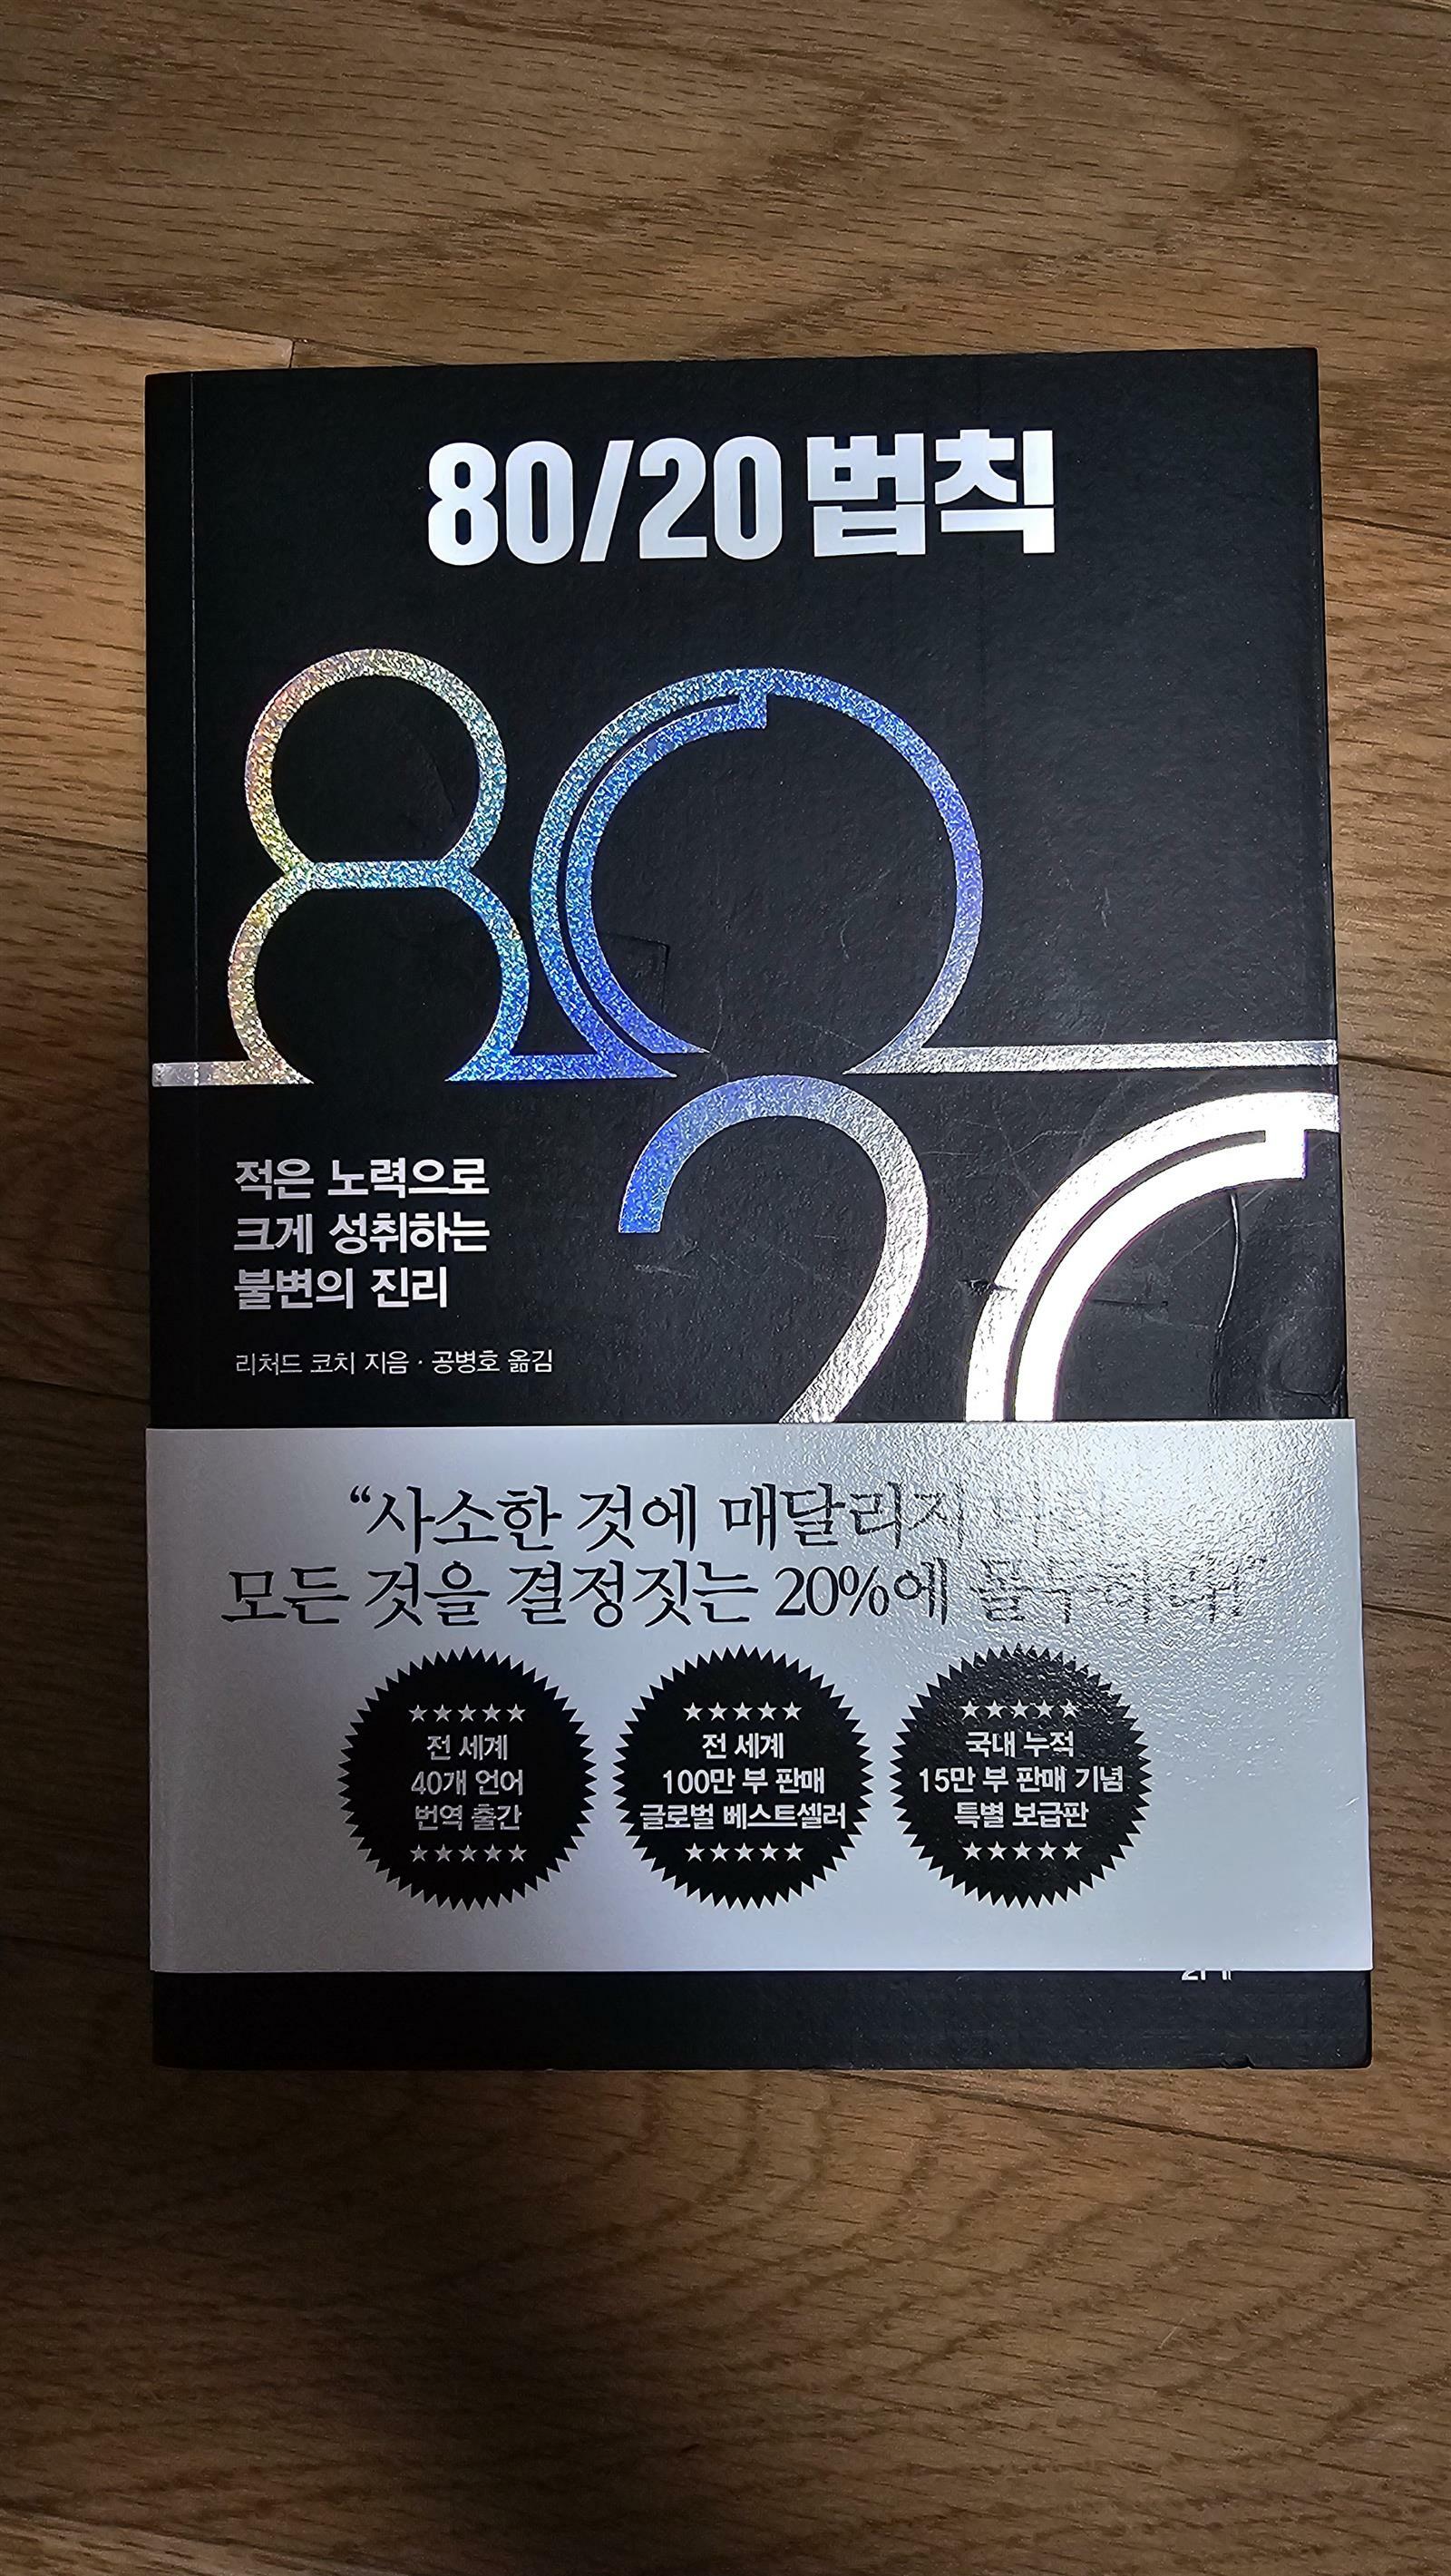 80/20 법칙
80
20
적은 노력으로
크게 성취하는
불변의 진리
리처드 코치 지음 · 공병호 옮김
“사소한 것에 매달리지
모든 것을 결정짓는 20%에
★★★★★
전 세계
40개 언어
번역 출간
★★★★★
★★★★★
전 세계
100만 부 판매
글로벌 베스트셀러
★★★★★
★★★★★
국내 누적
15만 부 판매 기념
특별 보급판
★★★★★